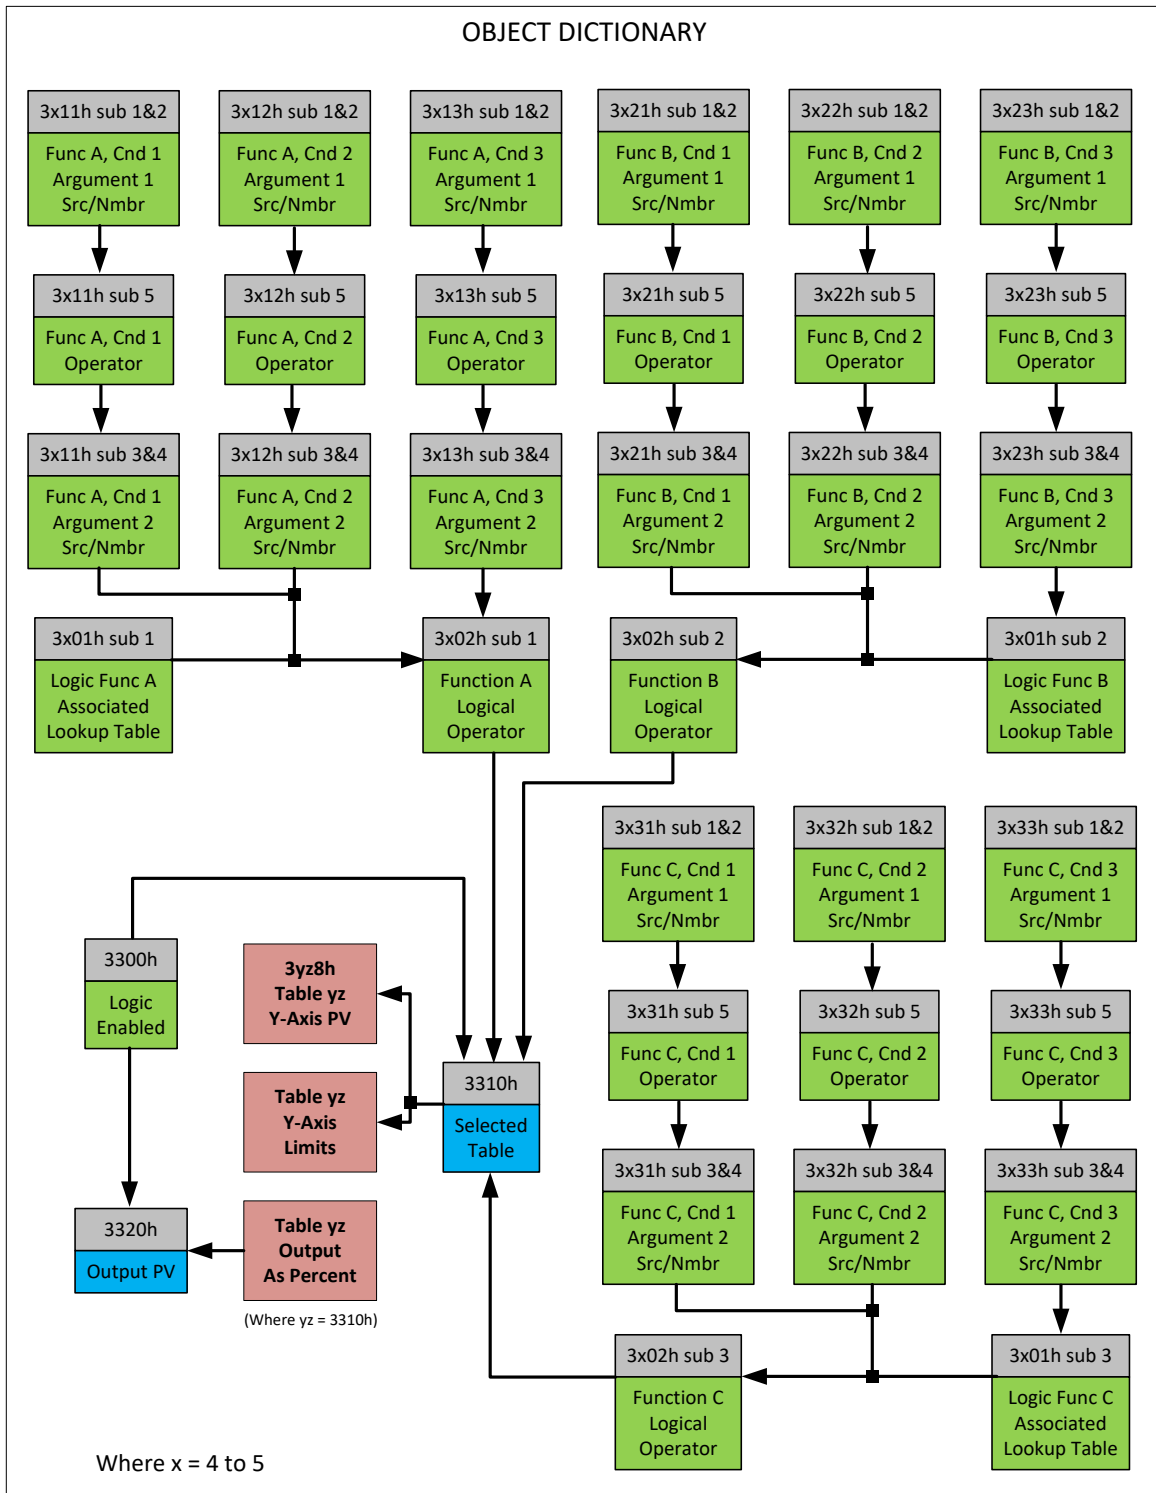 OBJECT DICTIONARY
3x11h sub 1&2
Func A, Cnd 1
Argument 1
Src/Nmbr
3x12h sub 1&2
Func A, Cnd 2
Argument 1
Src/Nmbr
3x13h sub 1&2
Func A, Cnd 3
Argument 1
Src/Nmbr
3x21h sub 1&2
Func B, Cnd 1
Argument 1
Src/Nmbr
3x22h sub 1&2
Func B, Cnd 2
Argument 1
Src/Nmbr
3x23h sub 1&2
Func B, Cnd 3
Argument 1
Src/Nmbr
3x11h sub 5
Func A, Cnd 1
Operator
3x12h sub 5
Func A, Cnd 2
Operator
3x13h sub 5
Func A, Cnd 3
Operator
3x21h sub 5
Func B, Cnd 1
Operator
3x22h sub 5
Func B, Cnd 2
Operator
3x23h sub 5
Func B, Cnd 3
Operator
3x11h sub 3&4
Func A, Cnd 1
Argument 2
Src/Nmbr
3x12h sub 3&4
Func A, Cnd 2
Argument 2
Src/Nmbr
3x13h sub 3&4
Func A, Cnd 3
Argument 2
Src/Nmbr
3x21h sub 3&4
Func B, Cnd 1
Argument 2
Src/Nmbr
3x22h sub 3&4
Func B, Cnd 2
Argument 2
Src/Nmbr
3x23h sub 3&4
Func B, Cnd 3
Argument 2
Src/Nmbr
3x01h sub 1
Logic Func A
Associated
Lookup Table
3x02h sub 1
Function A
Logical
Operator
3x02h sub 2
Function B
Logical
Operator
3x01h sub 2
Logic Func B
Associated
Lookup Table
3x31h sub 1&2
Func C, Cnd 1
Argument 1
Src/Nmbr
3x32h sub 1&2
Func C, Cnd 2
Argument 1
Src/Nmbr
3x33h sub 1&2
Func C, Cnd 3
Argument 1
Src/Nmbr
3300h
Logic
Enabled
3yz8h
Table yz
Y-Axis PV
3x31h sub 5
Func C, Cnd 1
Operator
3x32h sub 5
Func C, Cnd 2
Operator
3x33h sub 5
Func C, Cnd 3
Operator
Table yz
Y-Axis
Limits
3310h
Selected
Table
3x31h sub 3&4
Func C, Cnd 1
Argument 2
Src/Nmbr
3x32h sub 3&4
Func C, Cnd 2
Argument 2
Src/Nmbr
3x33h sub 3&4
Func C, Cnd 3
Argument 2
Src/Nmbr
3320h
Output PV
Table yz
Output
As Percent
(Where yz = 3310h)
3x02h sub 3
Function C
Logical
Operator
3x01h sub 3
Logic Func C
Associated
Lookup Table
Where x = 4 to 5